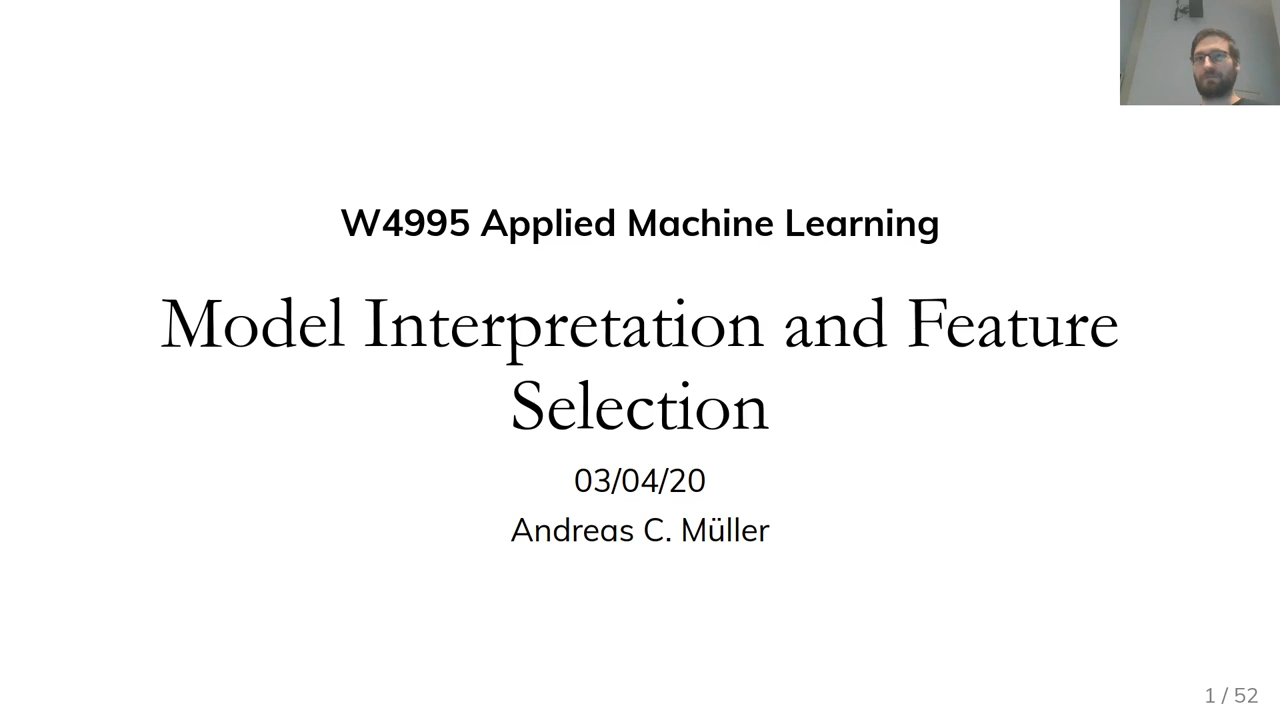 W4995 Applied Machine Learning
Model Interpretation and Feature
Selection
03/04/20
Andreas C. Müller
1 / 52